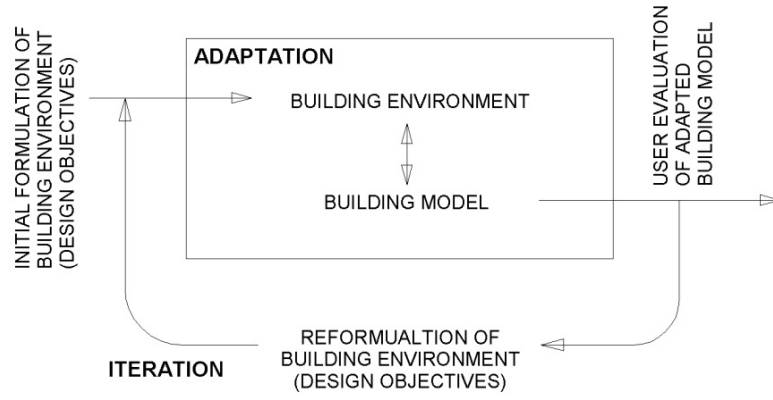 INITIAL FORMULATION OF
BUILDING ENVIRONMENT
(DESIGN OBJECTIVES)
ADAPTATION
BUILDING ENVIRONMENT
BUILDING MODEL
USER EVALUATION
OF ADAPTED
BUILDING MODEL
REFORMUALTION OF
BUILDING ENVIRONMENT
(DESIGN OBJECTIVES)
ITERATION